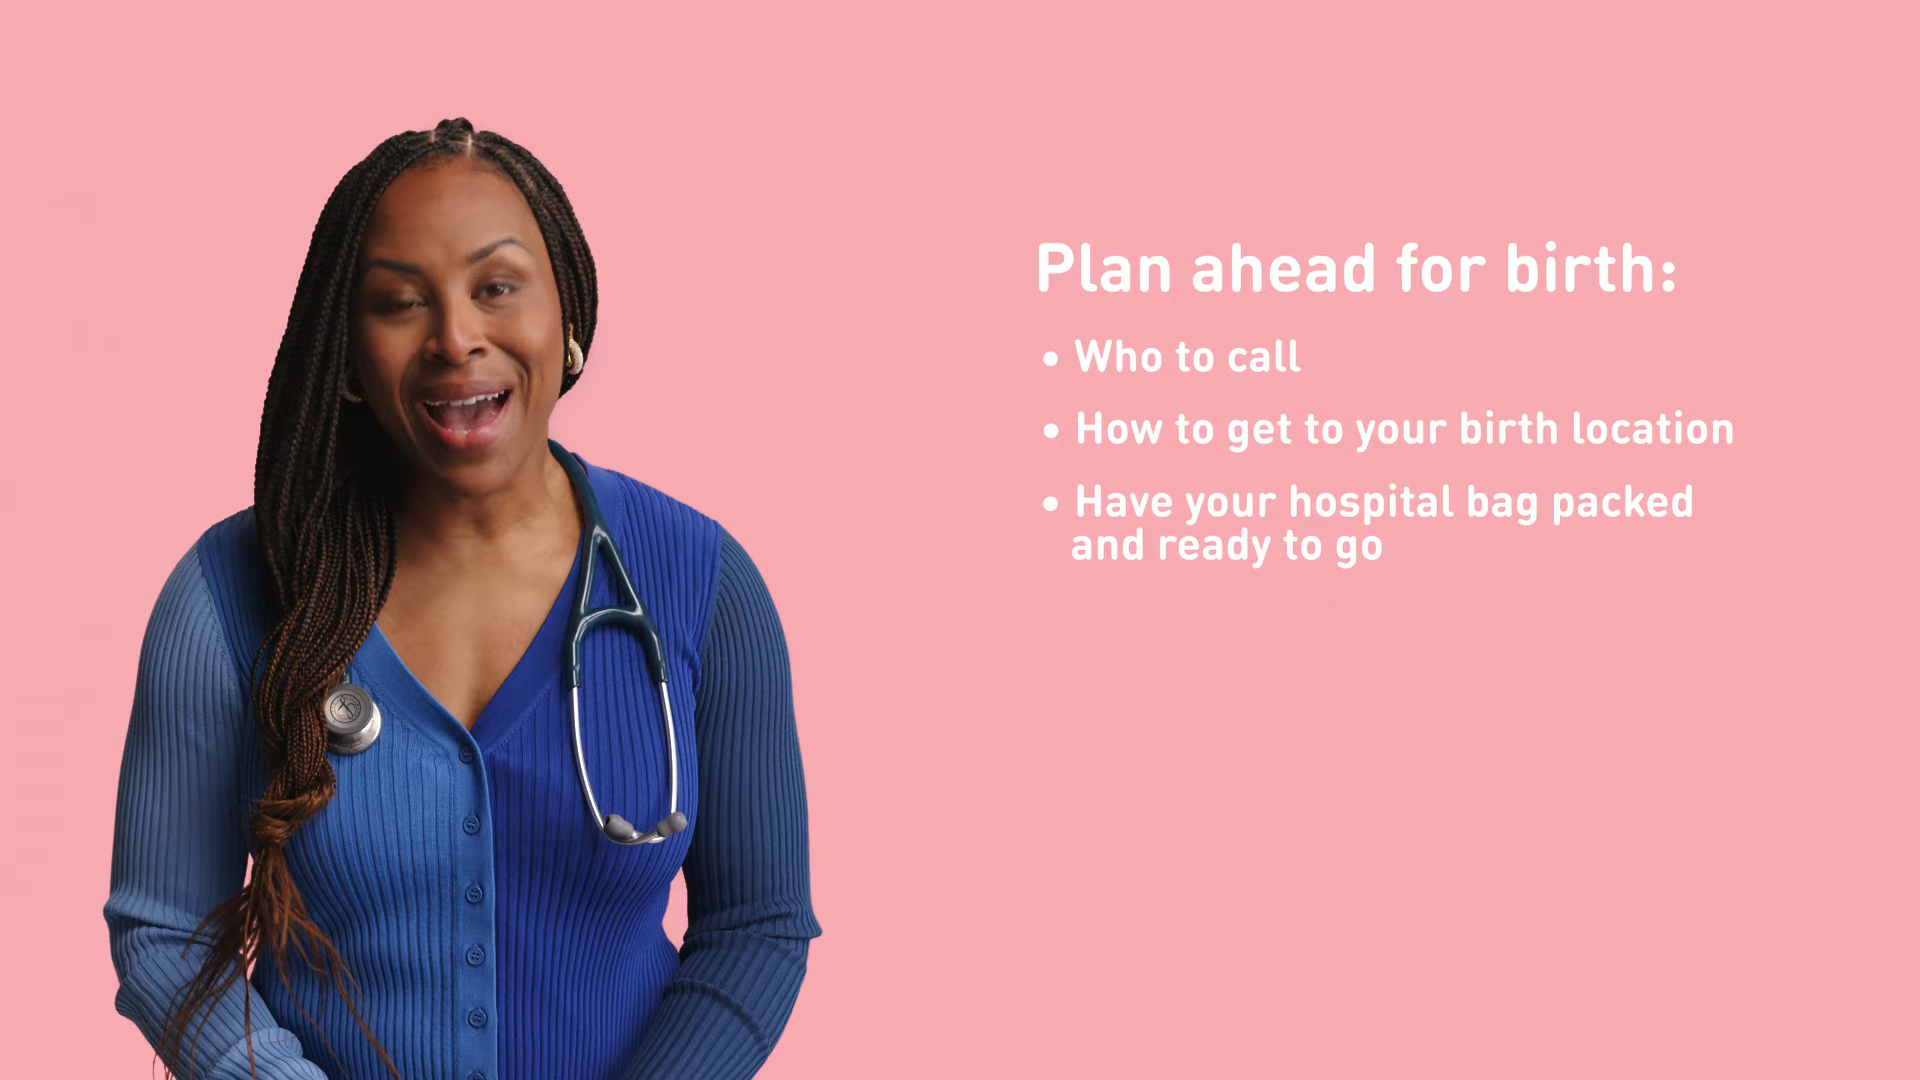 Plan ahead for birth:
• Who to call
• How to get to your birth location
• Have your hospital bag packed
and ready to go